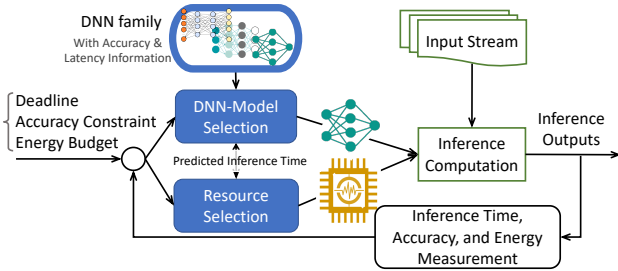 DNN family
With Accuracy &
Latency Information
Input Stream
Deadline
Accuracy Constraint
Energy Budget
DNN-Model
Selection
Predicted Inference Time
Resource
Selection
Inference
Computation
Inference
Outputs
Inference Time,
Accuracy, and Energy
Measurement